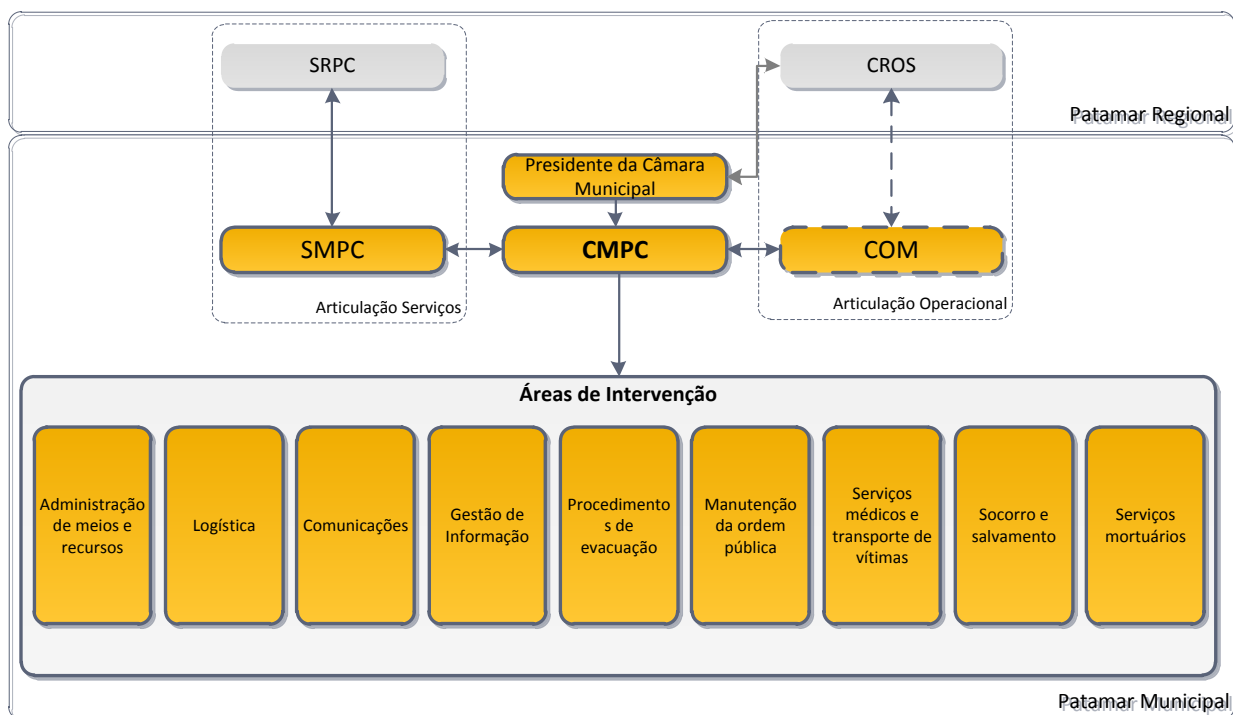 SRPC
CROS
Patamar Regional
Presidente da Câmara
Municipal
SMPC
CMPC
COM
Articulação Serviços
Articulação Operacional
Áreas de Intervenção
Administração
de meios e
recursos
Logística
Comunicações
Gestão de
Informação
Procedimento
s de
evacuação
Manutenção
da ordem
pública
Serviços
médicos e
transporte de
vítimas
Socorro e
salvamento
Serviços
mortuários
Patamar Municipal